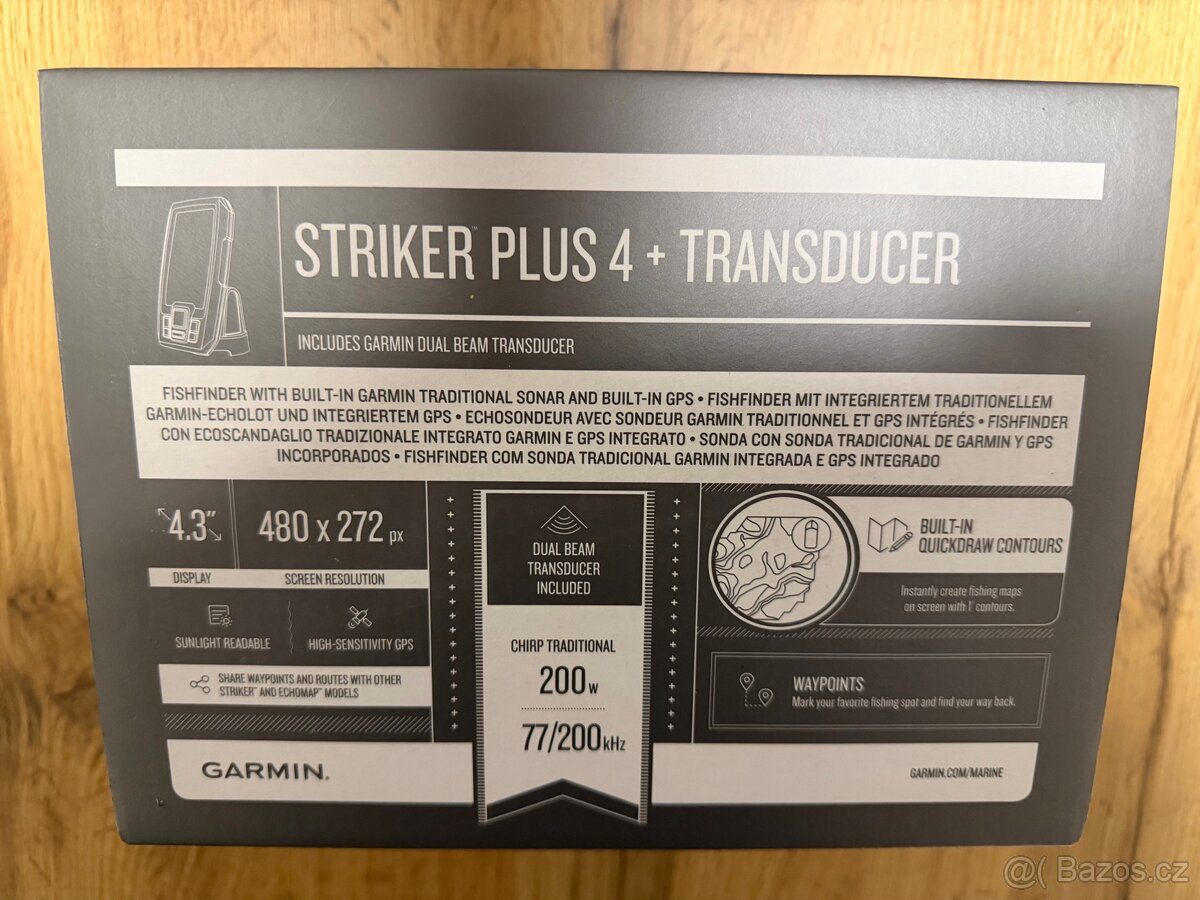 STRIKER™ PLUS 4 + TRANSDUCER
INCLUDES GARMIN DUAL BEAM TRANSDUCER
FISHFINDER WITH BUILT-IN GARMIN TRADITIONAL SONAR AND BUILT-IN GPS • FISHFINDER MIT INTEGRIERTEM TRADITIONELLEM
GARMIN-ECHOLOT UND INTEGRIERTEM GPS • ECHOSONDEUR AVEC SONDEUR GARMIN TRADITIONNEL ET GPS INTÉGRÉS • FISHFINDER
CON ECOSCANDAGLIO TRADIZIONALE INTEGRATO GARMIN E GPS INTEGRATO • SONDA CON SONDA TRADICIONAL DE GARMIN Y GPS
INCORPORADOS • FISHFINDER COM SONDA TRADICIONAL GARMIN INTEGRADA E GPS INTEGRADO
4.3"
DISPLAY
480 x 272 px
SCREEN RESOLUTION
SUNLIGHT READABLE
HIGH-SENSITIVITY GPS
SHARE WAYPOINTS AND ROUTES WITH OTHER
STRIKER™ AND ECHOMAP™ MODELS
DUAL BEAM
TRANSDUCER
INCLUDED
CHIRP TRADITIONAL
200 W
77/200 kHz
BUILT-IN
QUICKDRAW CONTOURS
Instantly create fishing maps
on screen with 1' contours.
WAYPOINTS
Mark your favorite fishing spot and find your way back.
GARMIN®
GARMIN.COM/MARINE
@( Bazos.cz